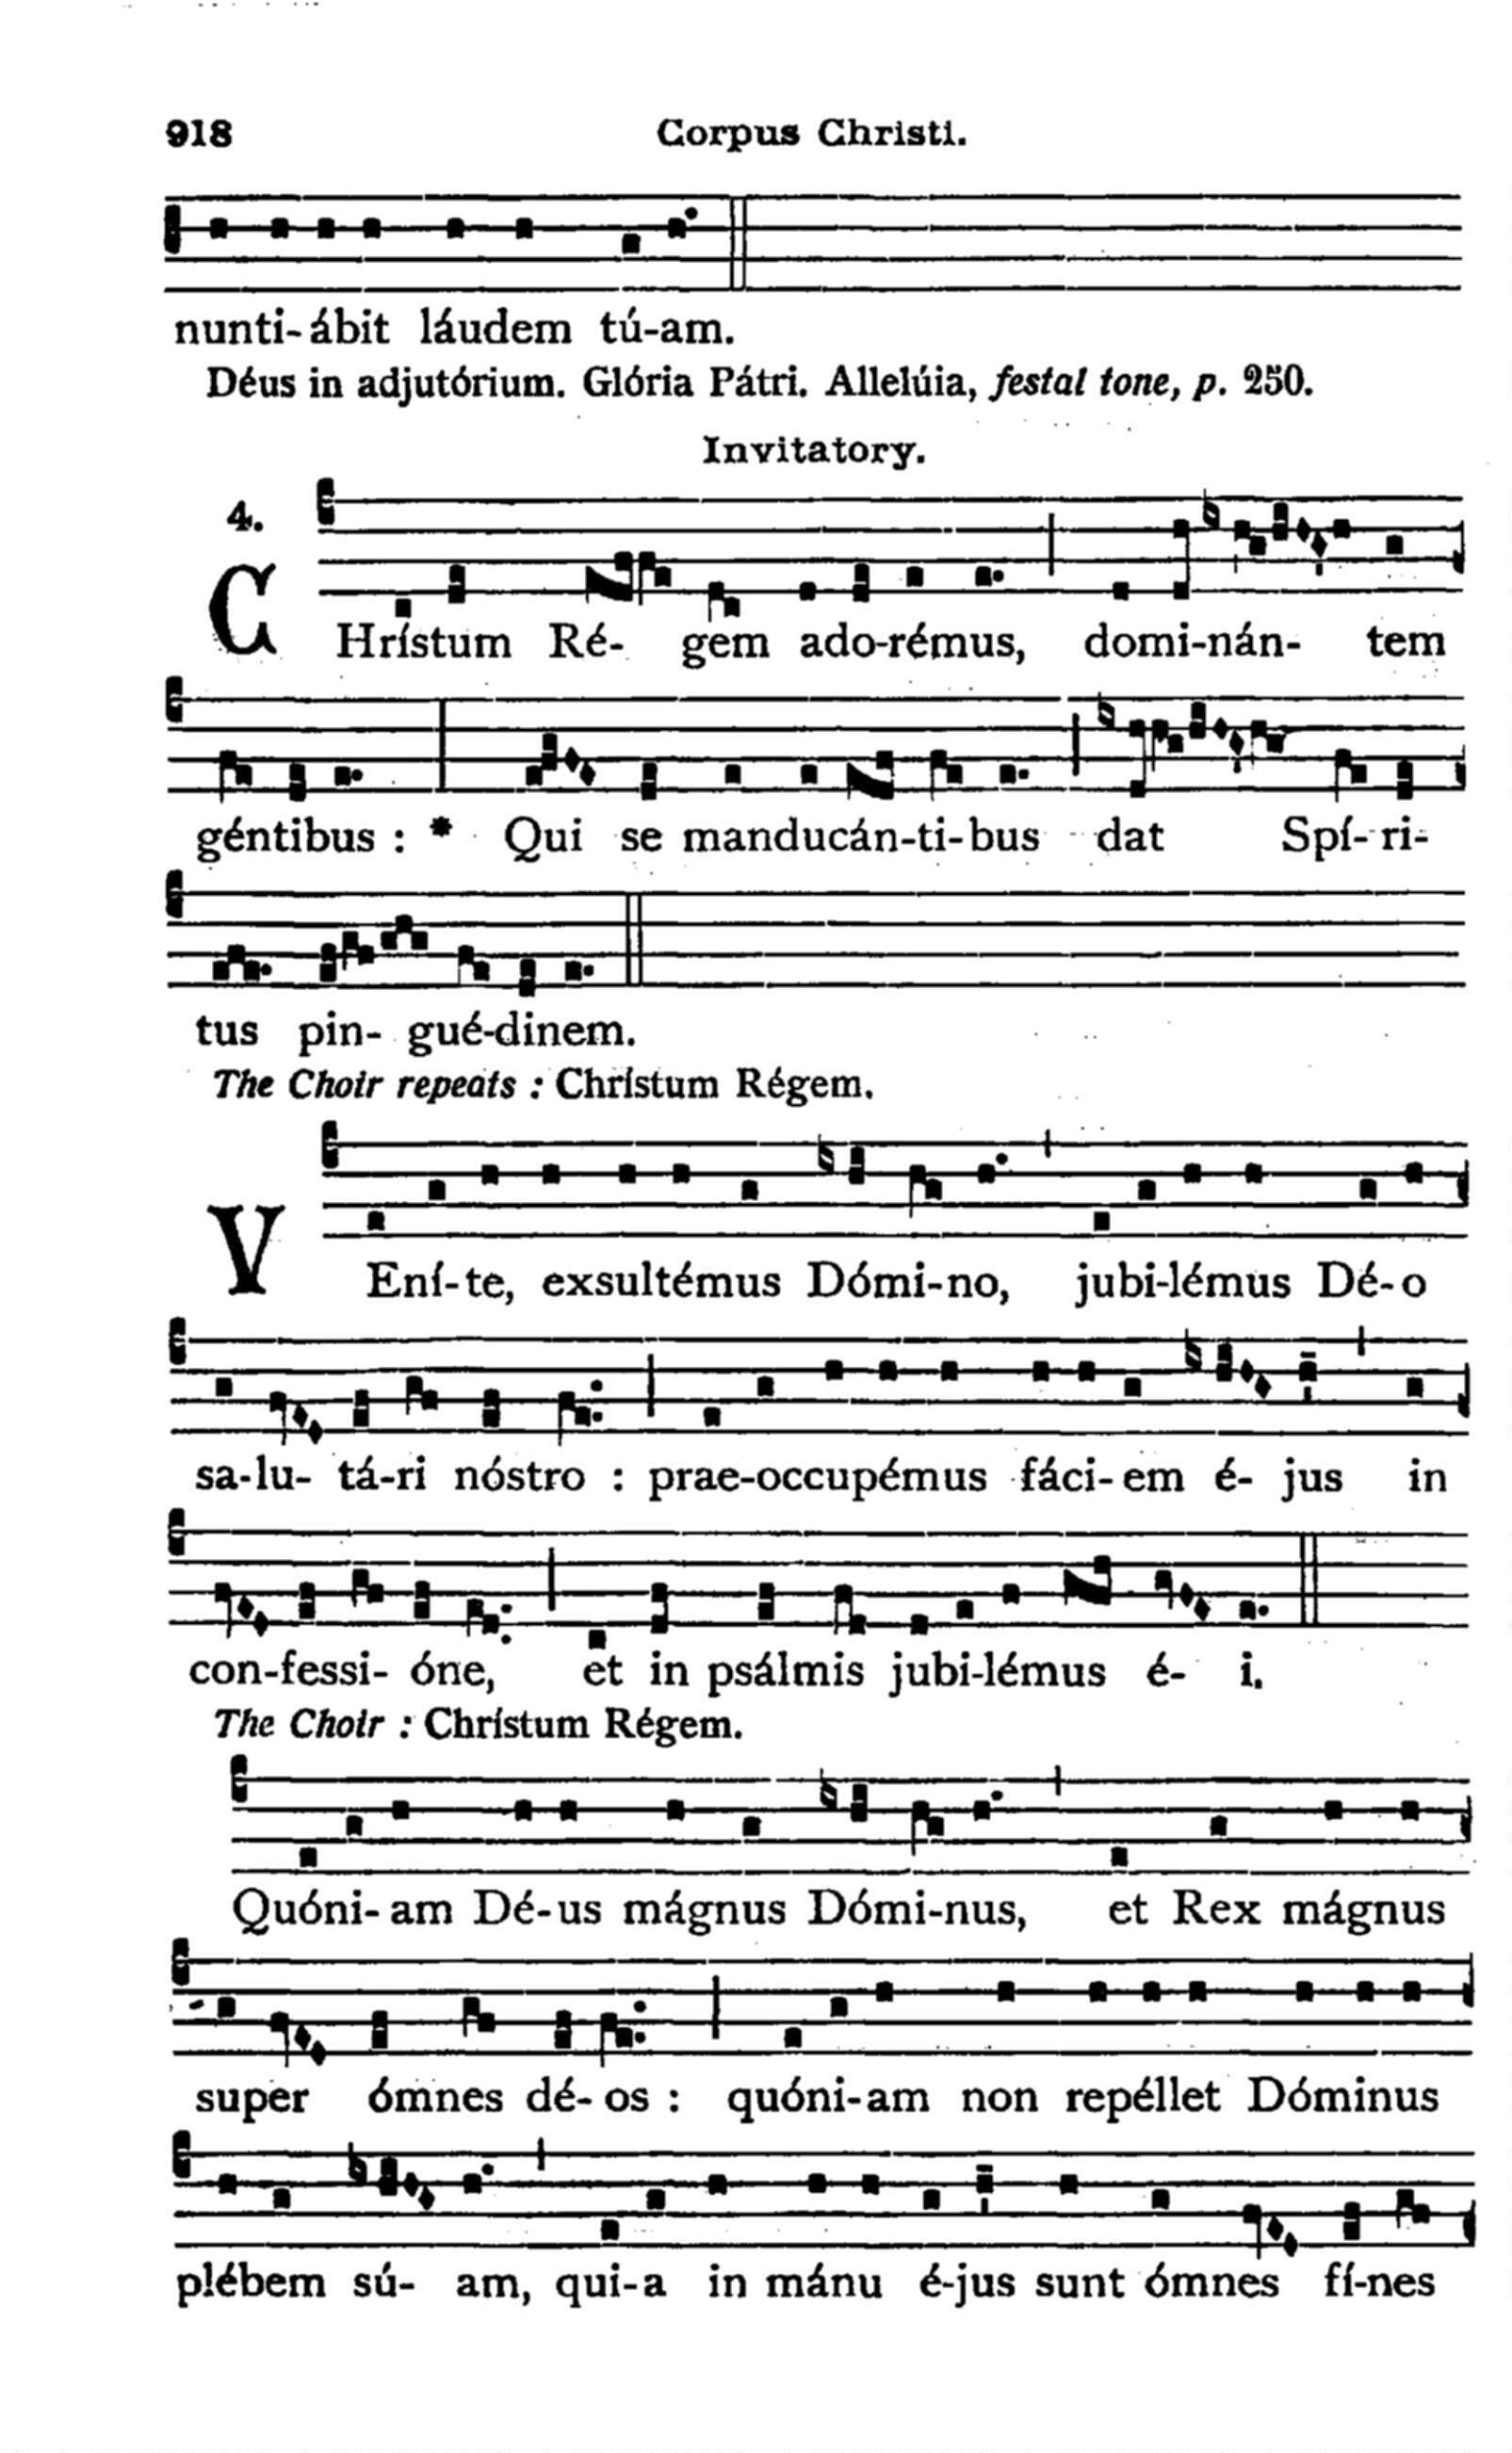 918 Corpus Christi.
nunti-ábit láudem tú-am.
Déus in adjutórium. Glória Pátri. Allelúia, festal tone, p. 250.
Invitatory.
4.
CHrístum Ré- gem ado-rémus, domi-nán- tem
géntibus : * Qui se manducán-ti-bus dat Spí-ri-
tus pin- gué-dinem.
The Choir repeats : Chrístum Régem.
VEní-te, exsultémus Dómi-no, jubi-lémus Dé-o
sa-lu- tá-ri nóstro : prae-occupémus fáci-em é- jus in
con-fessi- óne, et in psálmis jubi-lémus é- i.
The Choir : Chrístum Régem.
Quóni-am Dé-us mágnus Dómi-nus, et Rex mágnus
super ómnes dé-os : quóni-am non repéllet Dóminus
plébem sú- am, qui-a in mánu é-jus sunt ómnes fí-nes